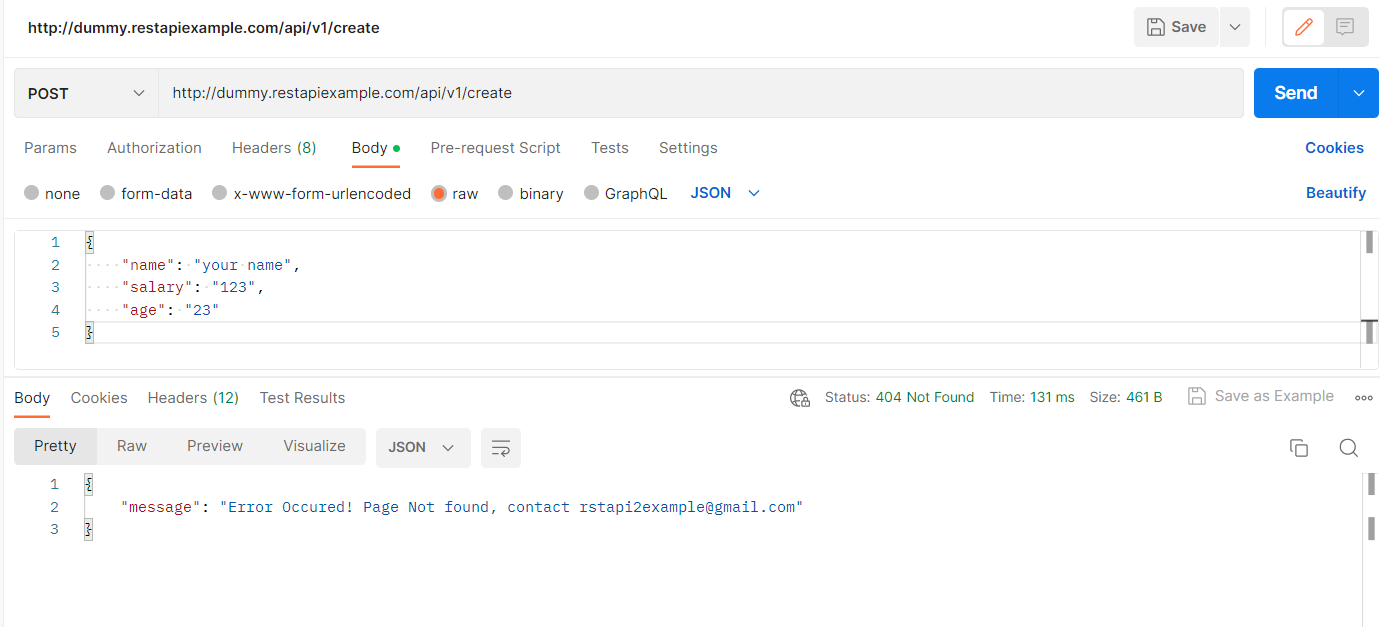 http://dummy.restapiexample.com/api/v1/create Save
POST http://dummy.restapiexample.com/api/v1/create Send
Params Authorization Headers (8) Body Pre-request Script Tests Settings Cookies
none form-data x-www-form-urlencoded raw binary GraphQL JSON Beautify
1 {
2 "name": "your name",
3 "salary": "123",
4 "age": "23"
5 }
Body Cookies Headers (12) Test Results Status: 404 Not Found Time: 131 ms Size: 461 B Save as Example
Pretty Raw Preview Visualize JSON
1 {
2 "message": "Error Occured! Page Not found, contact rstapi2example@gmail.com"
3 }